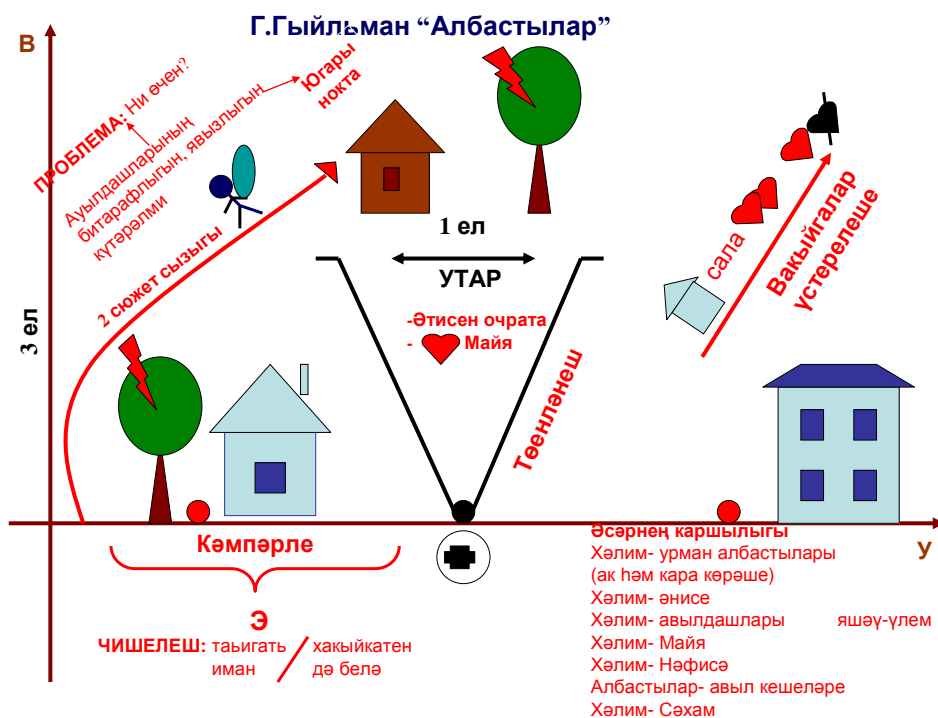 Г.Гыйльман “Албастылар”
В
ПРОБЛЕМА: Ни өчен?
Ауылдашларының
битарафлыгын, явызлыгын
күтәрәлми
Югары
нокта
2 сюжет сызыгы
3 ел
1 ел
УТАР
-Әтисен очрата
- Майя
Төенләнеш
сала
Вакыйгалар
үстерелеше
Кәмпәрле
Э
ЧИШЕЛЕШ: таьигать / хакыйкатен
иман дә белә
У
Әсәрнең каршылыгы
Хәлим- урман албастылары
(ак һәм кара көрәше)
Хәлим- әнисе
Хәлим- авылдашлары яшәү-үлем
Хәлим- Майя
Хәлим- Нәфисә
Албастылар- авыл кешеләре
Хәлим- Сәхам